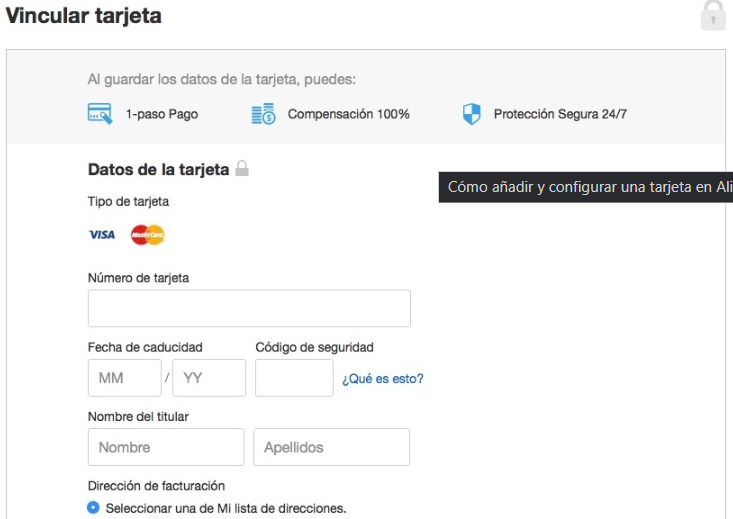 Vincular tarjeta
Al guardar los datos de la tarjeta, puedes:
1-paso Pago
Compensación 100%
Protección Segura 24/7
Datos de la tarjeta
Cómo añadir y configurar una tarjeta en Ali
Tipo de tarjeta
VISA MasterCard
Número de tarjeta
Fecha de caducidad Código de seguridad
MM / YY ¿Qué es esto?
Nombre del titular
Nombre Apellidos
Dirección de facturación
Seleccionar una de Mi lista de direcciones.